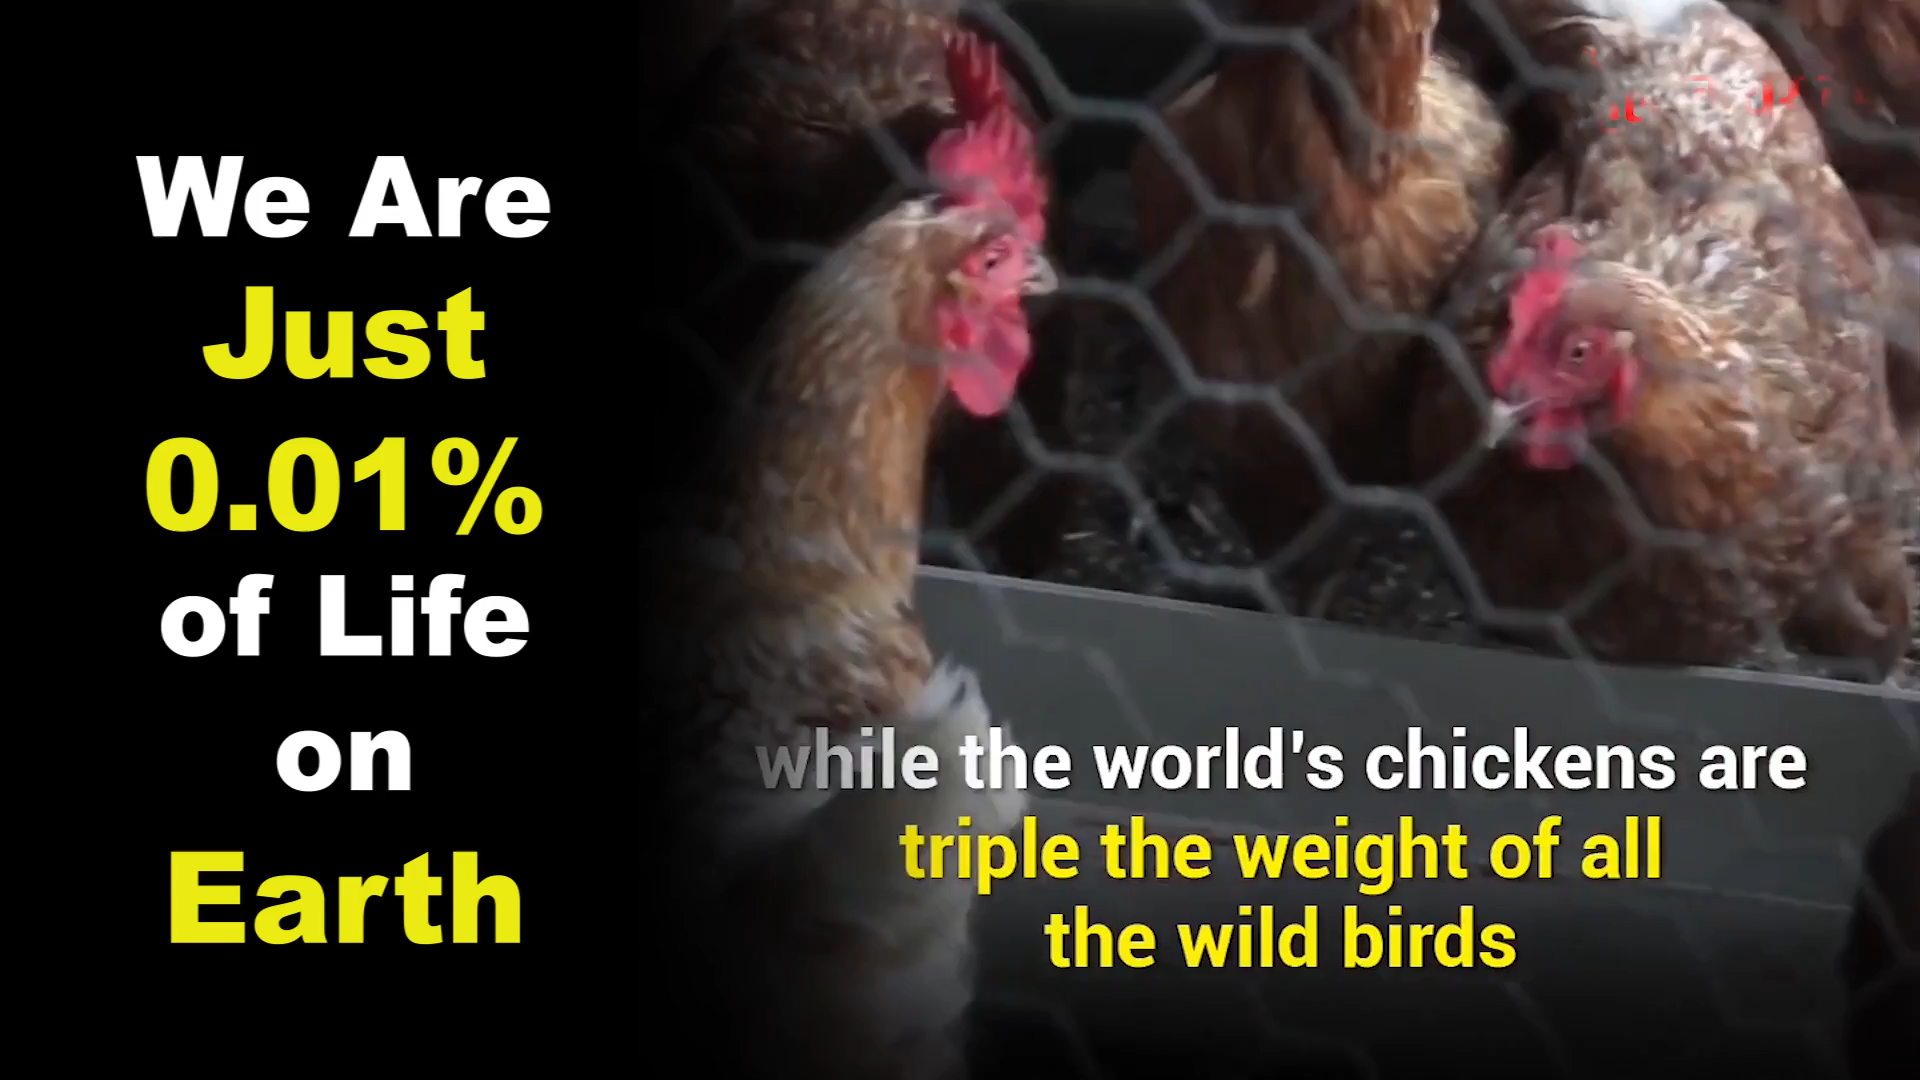 We Are
Just
0.01%
of Life
on
Earth
while the world's chickens are
triple the weight of all
the wild birds